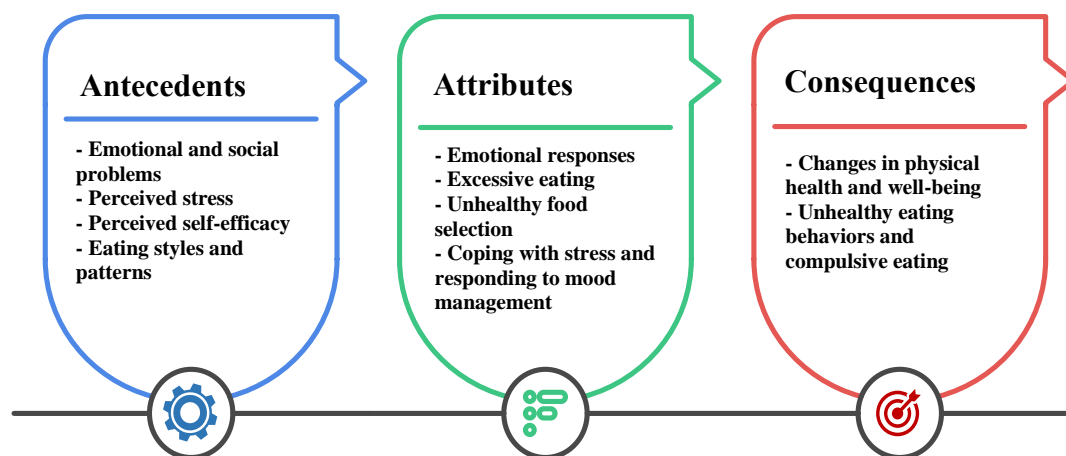 Antecedents
- Emotional and social
problems
- Perceived stress
- Perceived self-efficacy
- Eating styles and
patterns
Attributes
- Emotional responses
- Excessive eating
- Unhealthy food
selection
- Coping with stress and
responding to mood
management
Consequences
- Changes in physical
health and well-being
- Unhealthy eating
behaviors and
compulsive eating